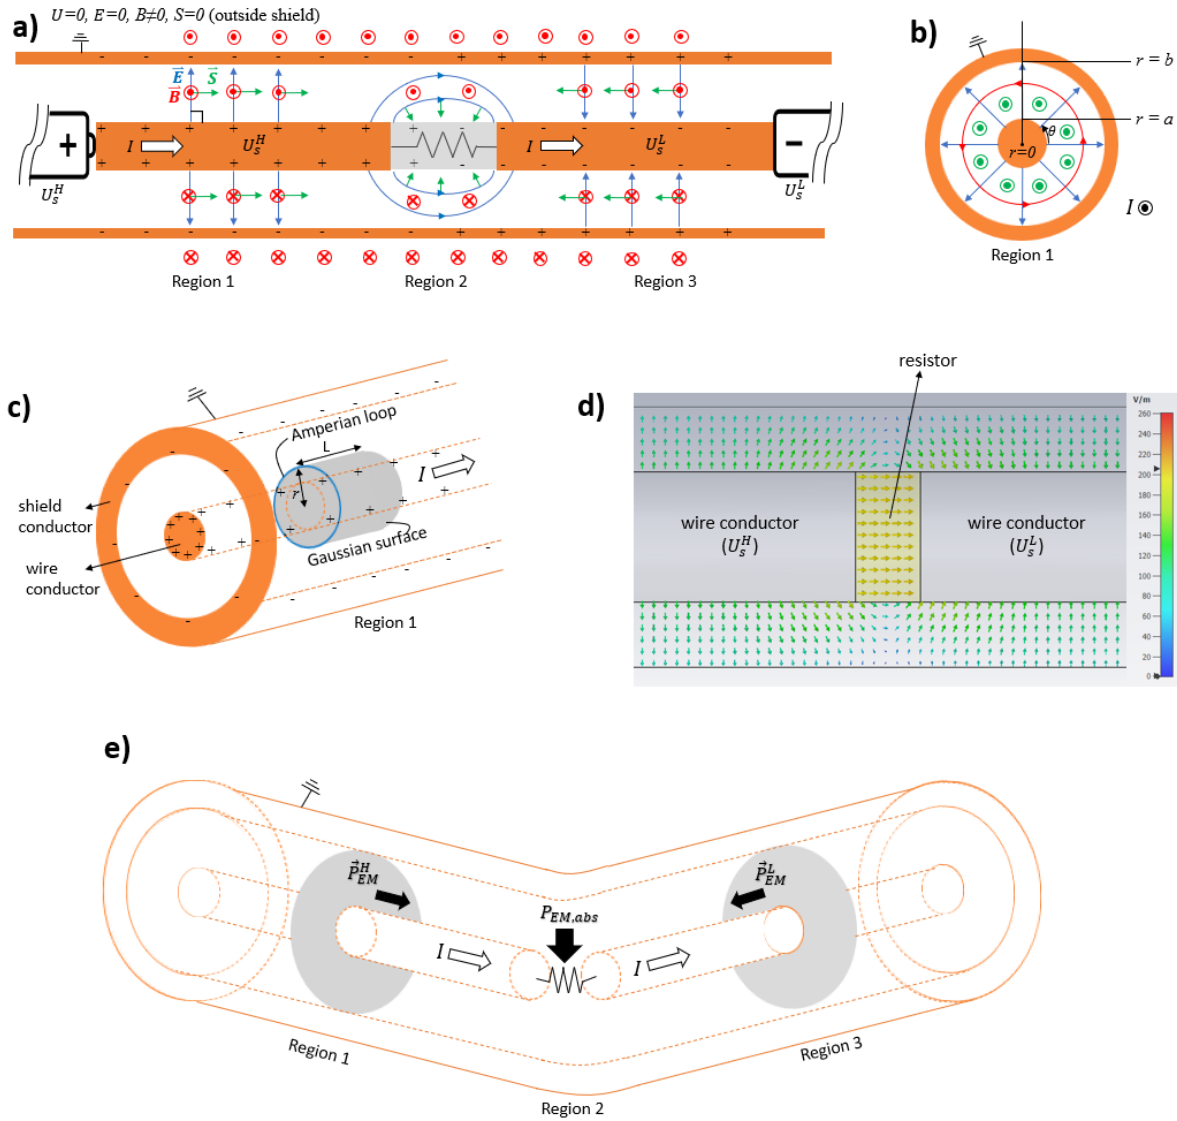 U=0, E=0, B≠0, S=0 (outside shield)
a)
E⃗
S⃗
B⃗
+
I
U_s^H
I
U_s^L
−
U_s^H
U_s^L
Region 1
Region 2
Region 3
b)
r = b
r = a
θ
r=0
I
Region 1
c)
Amperian loop
L
r
I
shield
conductor
Gaussian surface
wire
conductor
Region 1
d)
resistor
V/m
260
240
220
200
180
160
140
120
100
80
60
40
20
0
wire conductor
(U_s^H)
wire conductor
(U_s^L)
e)
P⃗_EM^H
P⃗_EM^L
P_EM,abs
I
I
Region 1
Region 3
Region 2